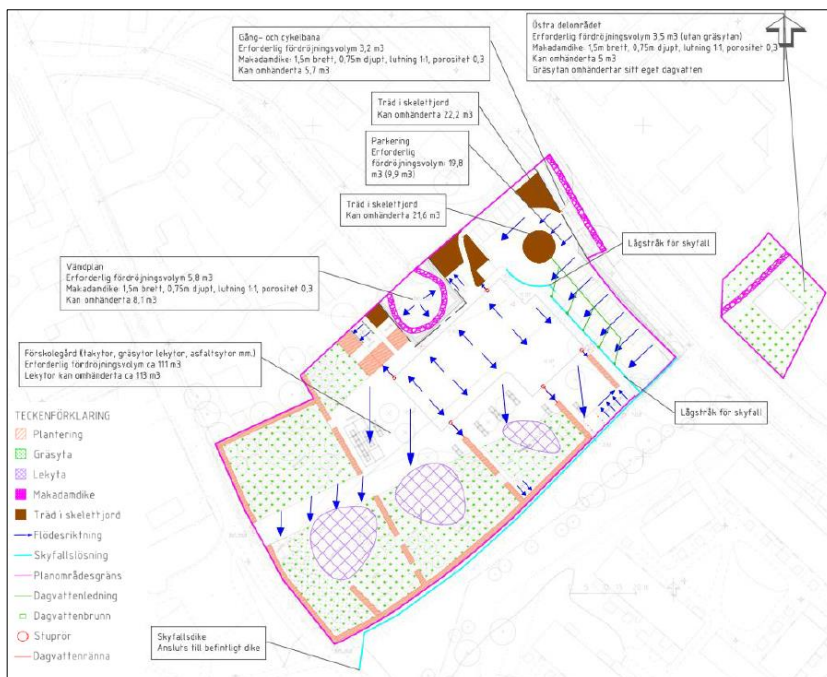 Gång- och cykelbana
Erforderlig fördröjningsvolym 3,2 m3
Makadamdike: 1,5m brett, 0,75m djupt, lutning 1:1, porositet 0,3
Kan omhänderta 5,7 m3
Östra delområdet
Erforderlig fördröjningsvolym 3,5 m3 (utan gräsytan)
Makadamdike: 1,5m brett, 0,75m djupt, lutning 1:1, porositet 0,3
Kan omhänderta 5 m3
Gräsytan omhändertar sitt eget dagvatten
Träd i skelettjord
Kan omhänderta 22,2 m3
Parkering
Erforderlig
fördröjningsvolym: 19,8
m3 (9,9 m3)
Träd i skelettjord
Kan omhänderta 21,6 m3
Lågstråk för skyfall
Vändplan
Erforderlig fördröjningsvolym 5,8 m3
Makadamdike: 1,5m brett, 0,75m djupt, lutning 1:1, porositet 0,3
Kan omhänderta 8,1 m3
Förskolegård (takytor, gräsytor lekytor, asfaltsytor mm.)
Erforderlig fördröjningsvolym ca 111 m3
Lekytor kan omhänderta ca 113 m3
Lågstråk för skyfall
TECKENFÖRKLARING
Plantering
Gräsyta
Lekyta
Makadamdike
Träd i skelettjord
Flödesriktning
Skyfallslösning
Planområdesgräns
Dagvattenledning
Dagvattenbrunn
Stuprör
Dagvattenränna
Skyfallsdike
Ansluts till befintligt dike